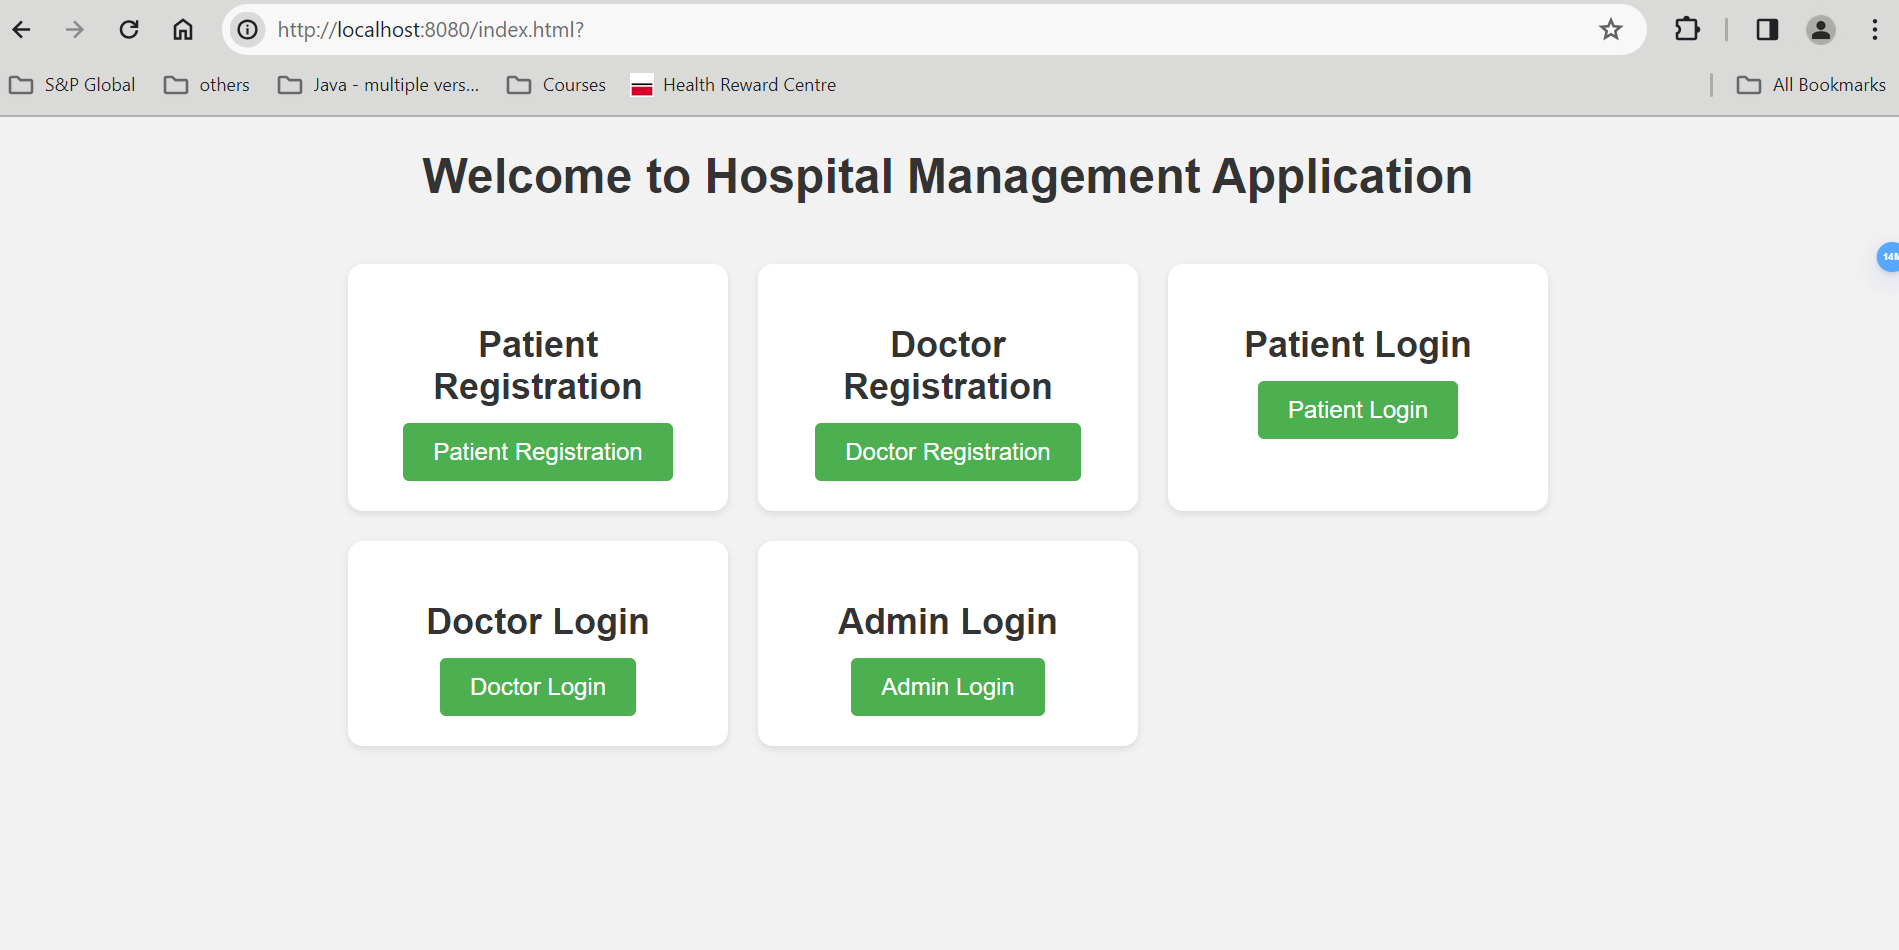 http://localhost:8080/index.html?
S&P Global
others
Java - multiple vers...
Courses
Health Reward Centre
All Bookmarks
Welcome to Hospital Management Application
14M
Patient
Registration
Patient Registration
Doctor
Registration
Doctor Registration
Patient Login
Patient Login
Doctor Login
Doctor Login
Admin Login
Admin Login